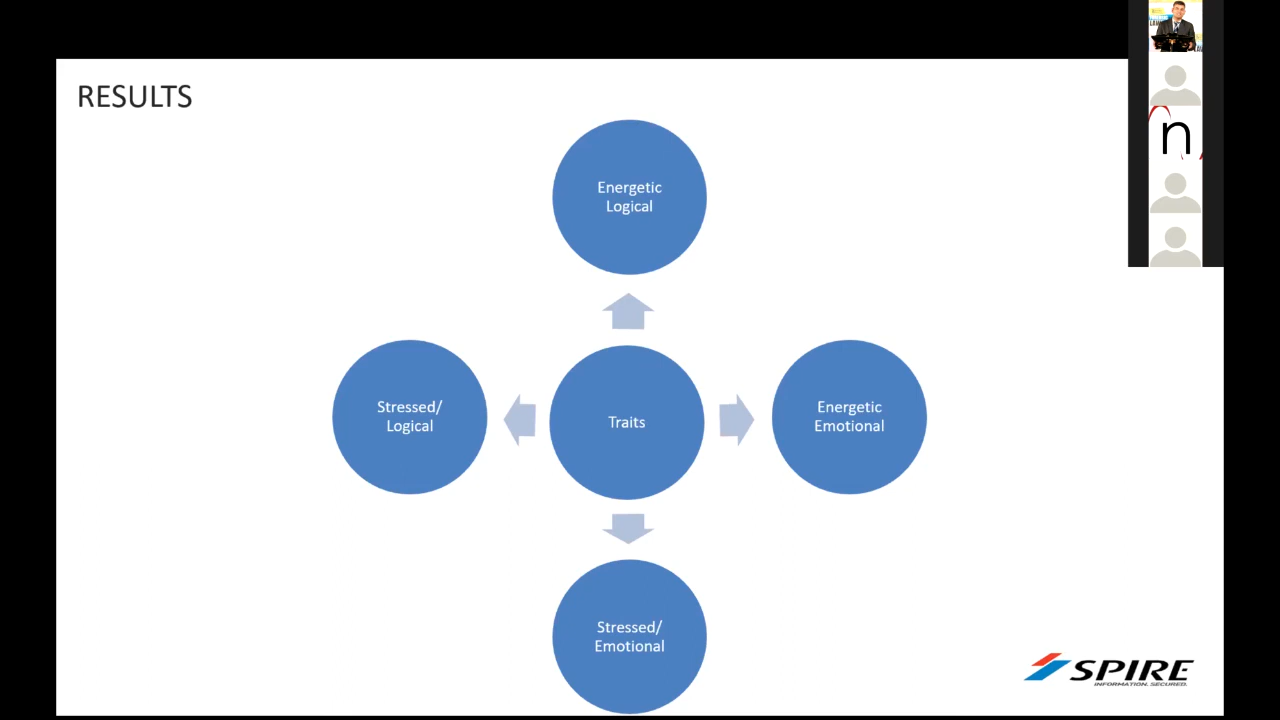 RESULTS
Energetic
Logical
Stressed/
Logical
Traits
Energetic
Emotional
Stressed/
Emotional
n
SPIRE
INFORMATION. SECURED.